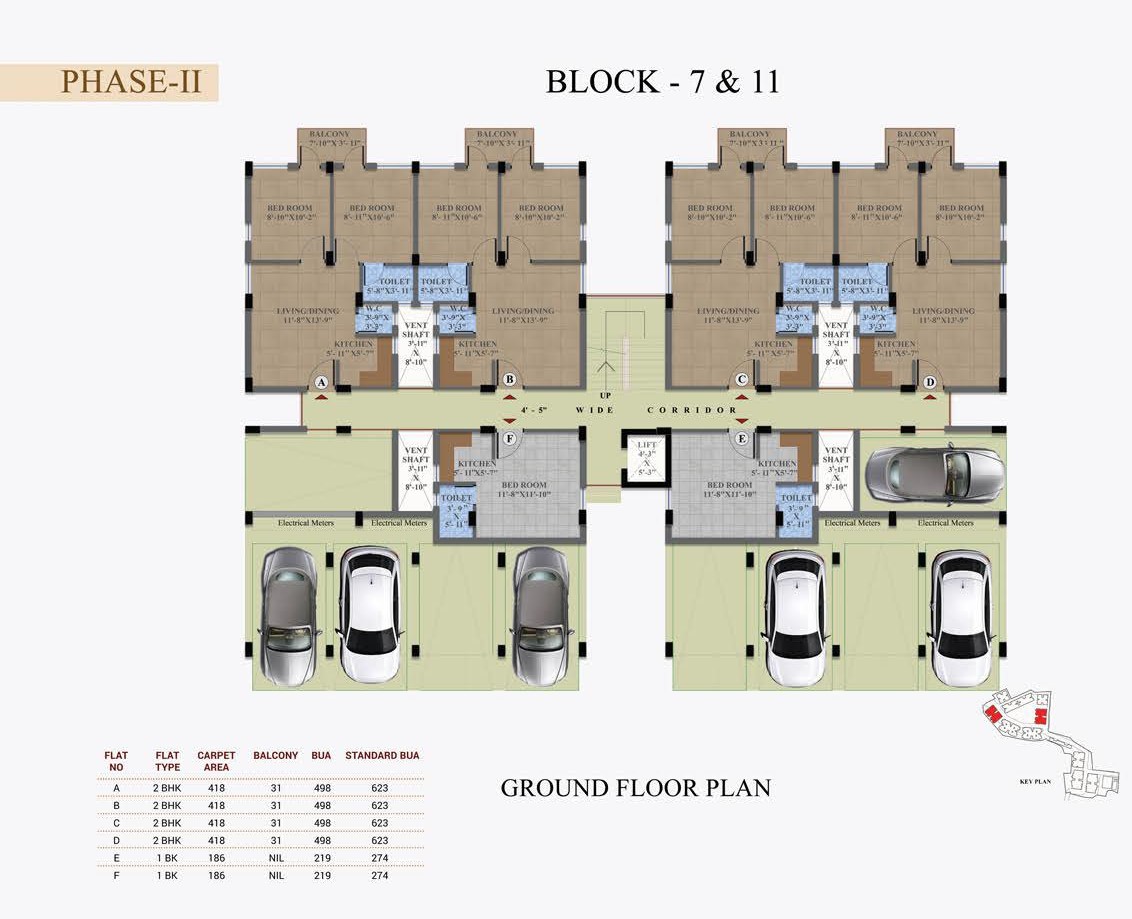 PHASE-II
BLOCK - 7 & 11
BALCONY
7'-10"X3'-11"
BALCONY
7'-10"X3'-11"
BALCONY
7'-10"X3'-11"
BALCONY
7'-10"X3'-11"
BED ROOM
8'-10"X10'-2"
BED ROOM
8'-11"X10'-6"
BED ROOM
8'-11"X10'-6"
BED ROOM
8'-10"X10'-2"
BED ROOM
8'-10"X10'-2"
BED ROOM
8'-11"X10'-6"
BED ROOM
8'-11"X10'-6"
BED ROOM
8'-10"X10'-2"
TOILET
5'-8"X3'-11"
TOILET
5'-8"X3'-11"
TOILET
5'-8"X3'-11"
TOILET
5'-8"X3'-11"
LIVING/DINING
11'-8"X13'-9"
W.C
3'-9"X
3'-3"
VENT
SHAFT
3'-11"
X
8'-10"
W.C
3'-9"X
3'-3"
LIVING/DINING
11'-8"X13'-9"
LIVING/DINING
11'-8"X13'-9"
W.C
3'-9"X
3'-3"
VENT
SHAFT
3'-11"
X
8'-10"
W.C
3'-9"X
3'-3"
LIVING/DINING
11'-8"X13'-9"
KITCHEN
5'-11"X5'-7"
KITCHEN
5'-11"X5'-7"
KITCHEN
5'-11"X5'-7"
KITCHEN
5'-11"X5'-7"
A
B
C
D
UP
4' - 5" WIDE CORRIDOR
F
E
VENT
SHAFT
3'-11"
X
8'-10"
KITCHEN
5'-11"X5'-7"
BED ROOM
11'-8"X11'-10"
TOILET
3'-9"
X
5'-11"
LIFT
4'-3"
X
5'-3"
BED ROOM
11'-8"X11'-10"
KITCHEN
5'-11"X5'-7"
TOILET
3'-9"
X
5'-11"
VENT
SHAFT
3'-11"
X
8'-10"
Electrical Meters
Electrical Meters
Electrical Meters
Electrical Meters
KEY PLAN
GROUND FLOOR PLAN
FLAT NO FLAT TYPE CARPET AREA BALCONY BUA STANDARD BUA
A 2 BHK 418 31 498 623
B 2 BHK 418 31 498 623
C 2 BHK 418 31 498 623
D 2 BHK 418 31 498 623
E 1 BK 186 NIL 219 274
F 1 BK 186 NIL 219 274